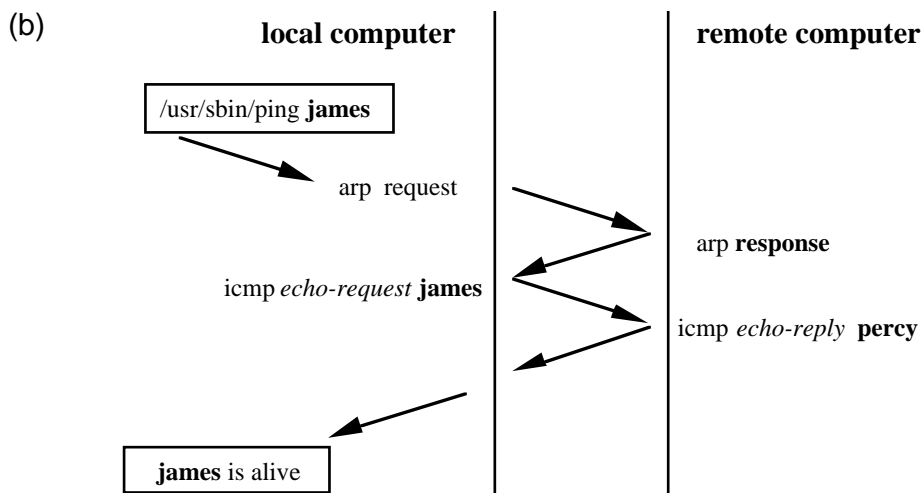 (b)
local computer
remote computer
/usr/sbin/ping james
arp request
arp response
icmp echo-request james
icmp echo-reply percy
james is alive